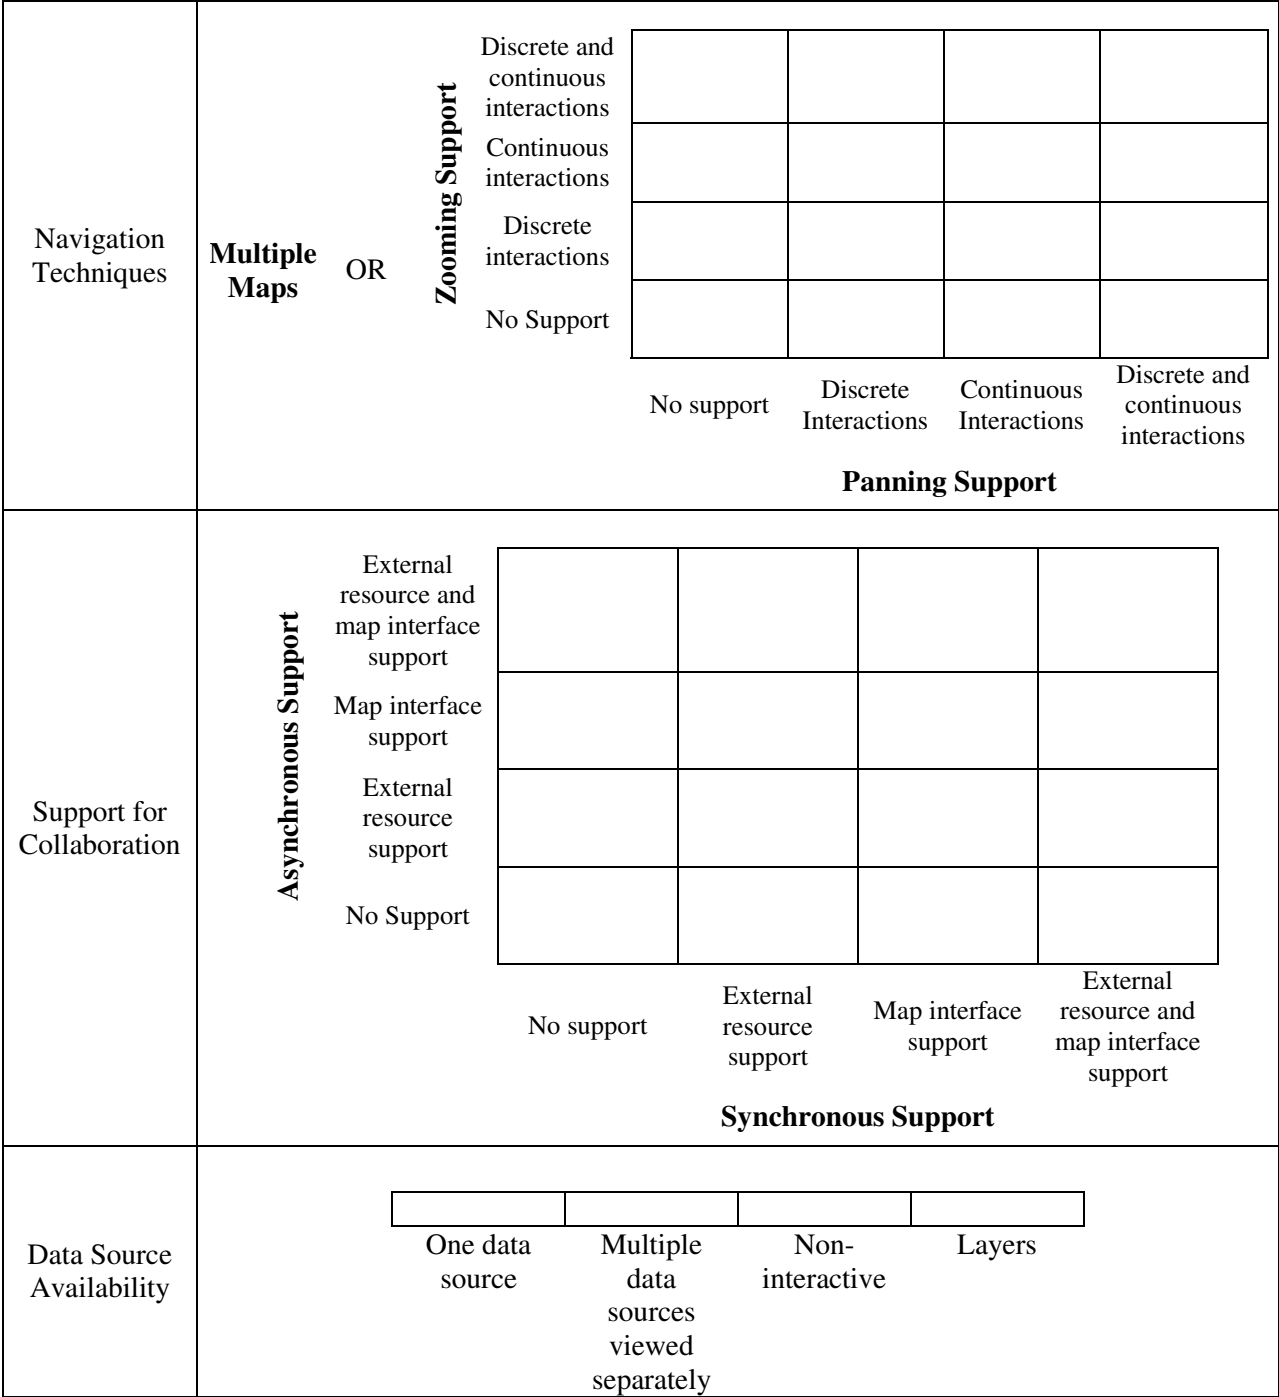 Navigation
Techniques
Multiple
Maps
OR
Zooming Support
Discrete and
continuous
interactions
Continuous
interactions
Discrete
interactions
No Support
No support
Discrete
Interactions
Continuous
Interactions
Discrete and
continuous
interactions
Panning Support
Support for
Collaboration
Asynchronous Support
External
resource and
map interface
support
Map interface
support
External
resource
support
No Support
No support
External
resource
support
Map interface
support
External
resource and
map interface
support
Synchronous Support
Data Source
Availability
One data
source
Multiple
data
sources
viewed
separately
Non-
interactive
Layers